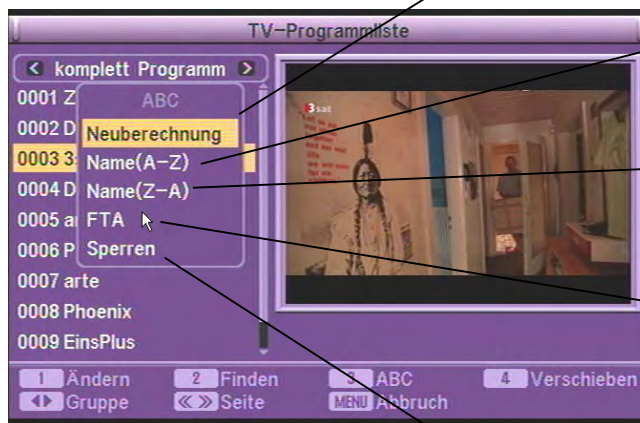 TV-Programmliste
komplett Programm
0001 Z
0002 D
0003 3
0004 D
0005 a
0006 P
0007 arte
0008 Phoenix
0009 EinsPlus
ABC
Neuberechnung
Name(A-Z)
Name(Z-A)
FTA
Sperren
3sat
1 Ändern 2 Finden 3 ABC 4 Verschieben
Gruppe Seite MENU Abbruch